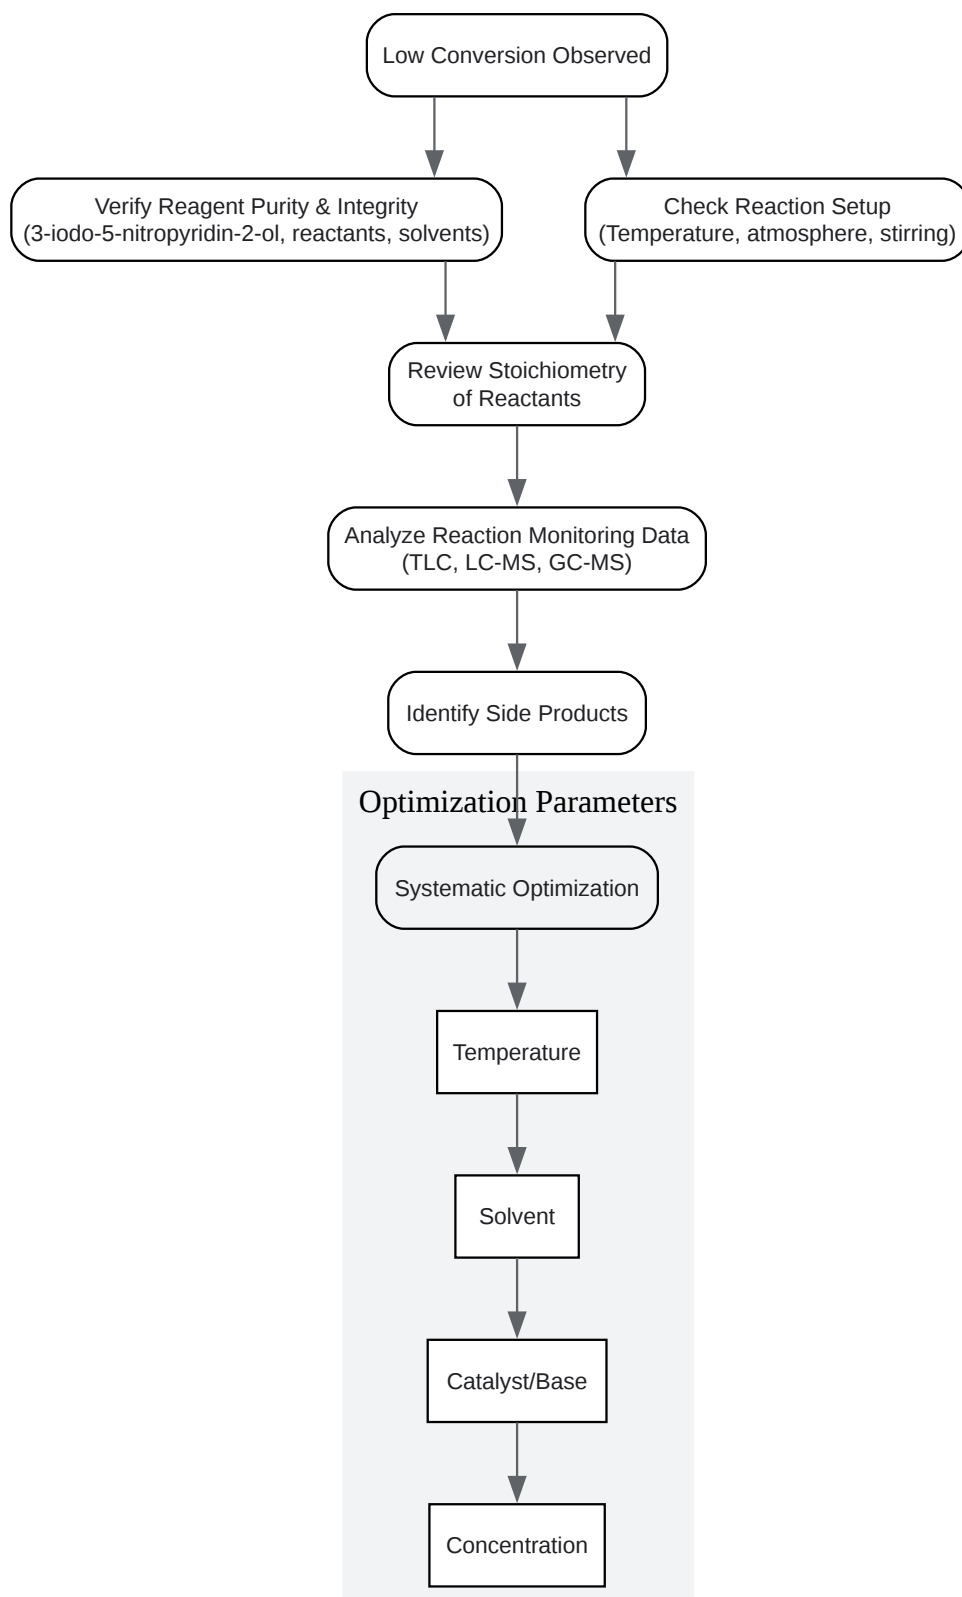 Low Conversion Observed
Verify Reagent Purity & Integrity
(3-iodo-5-nitropyridin-2-ol, reactants, solvents)
Check Reaction Setup
(Temperature, atmosphere, stirring)
Review Stoichiometry
of Reactants
Analyze Reaction Monitoring Data
(TLC, LC-MS, GC-MS)
Identify Side Products
Optimization Parameters
Systematic Optimization
Temperature
Solvent
Catalyst/Base
Concentration